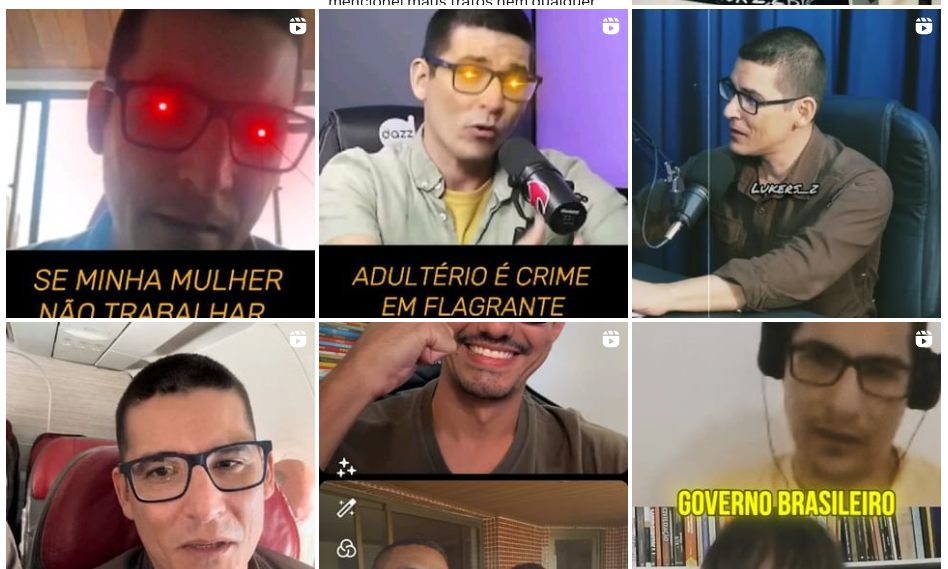 mencionei maus tratos nem qualquer
dazz
LUKERS_Z
SE MINHA MULHER
NÃO TRABALHAR
ADULTÉRIO É CRIME
EM FLAGRANTE
GOVERNO BRASILEIRO